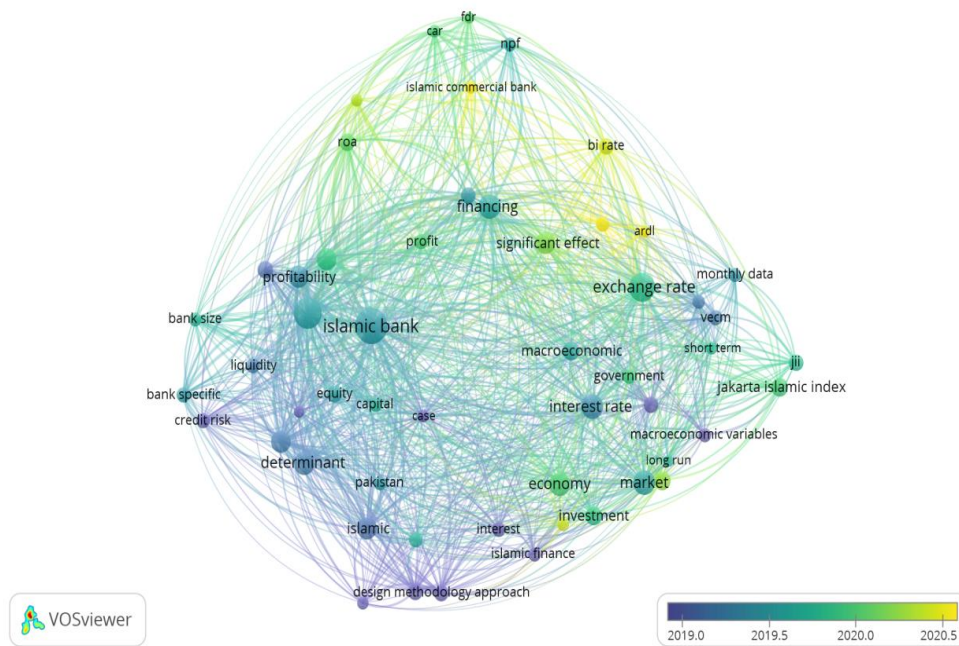 fdr
car
npf
islamic commercial bank
roa
bi rate
financing
ardl
profit
significant effect
monthly data
profitability
exchange rate
bank size
islamic bank
vecm
macroeconomic
short term
liquidity
government
jii
bank specific
equity
capital
interest rate
jakarta islamic index
credit risk
case
macroeconomic variables
determinant
long run
pakistan
economy
market
islamic
interest
investment
islamic finance
design methodology approach
VOSviewer
2019.0 2019.5 2020.0 2020.5